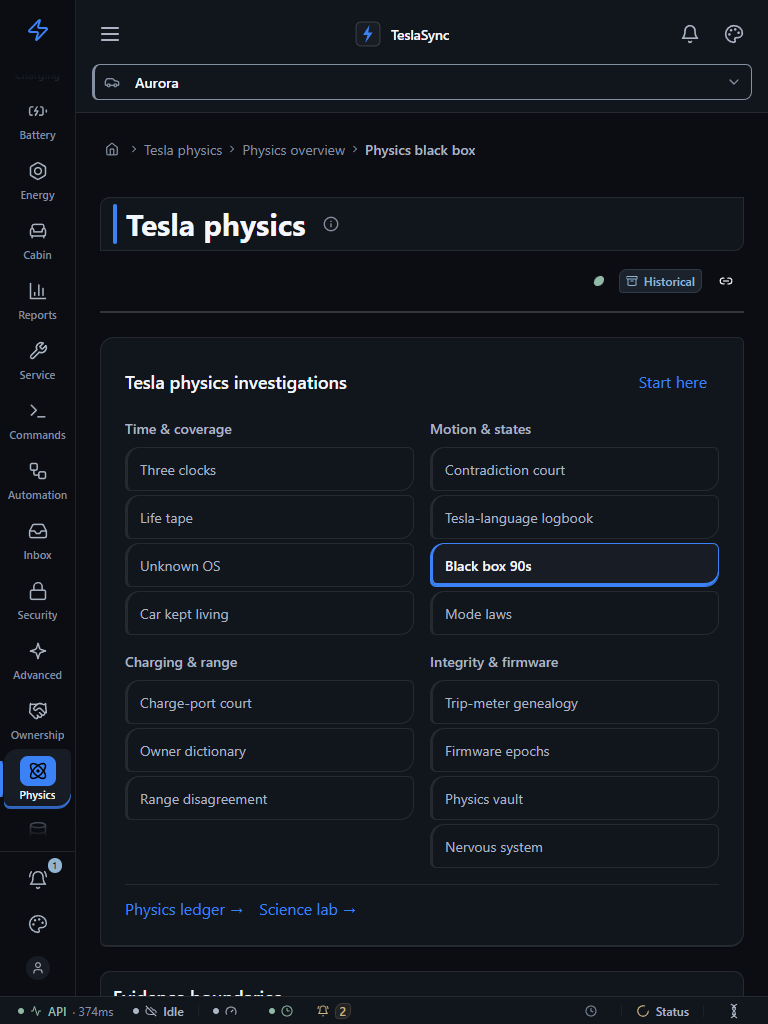 TeslaSync
Aurora
Charging
Battery
Energy
Cabin
Reports
Service
Commands
Automation
Inbox
Security
Advanced
Ownership
Physics
1
Tesla physics > Physics overview > Physics black box
Tesla physics
Historical
Tesla physics investigations
Start here
Time & coverage
Three clocks
Life tape
Unknown OS
Car kept living
Motion & states
Contradiction court
Tesla-language logbook
Black box 90s
Mode laws
Charging & range
Charge-port court
Owner dictionary
Range disagreement
Integrity & firmware
Trip-meter genealogy
Firmware epochs
Physics vault
Nervous system
Physics ledger → Science lab →
Evidence boundaries
API · 374ms Idle 2 Status